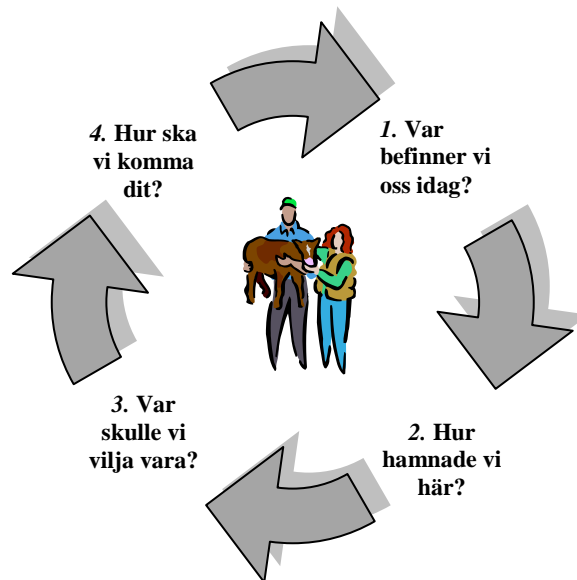 1. Var
befinner vi
oss idag?
2. Hur
hamnade vi
här?
3. Var
skulle vi
vilja vara?
4. Hur ska
vi komma
dit?